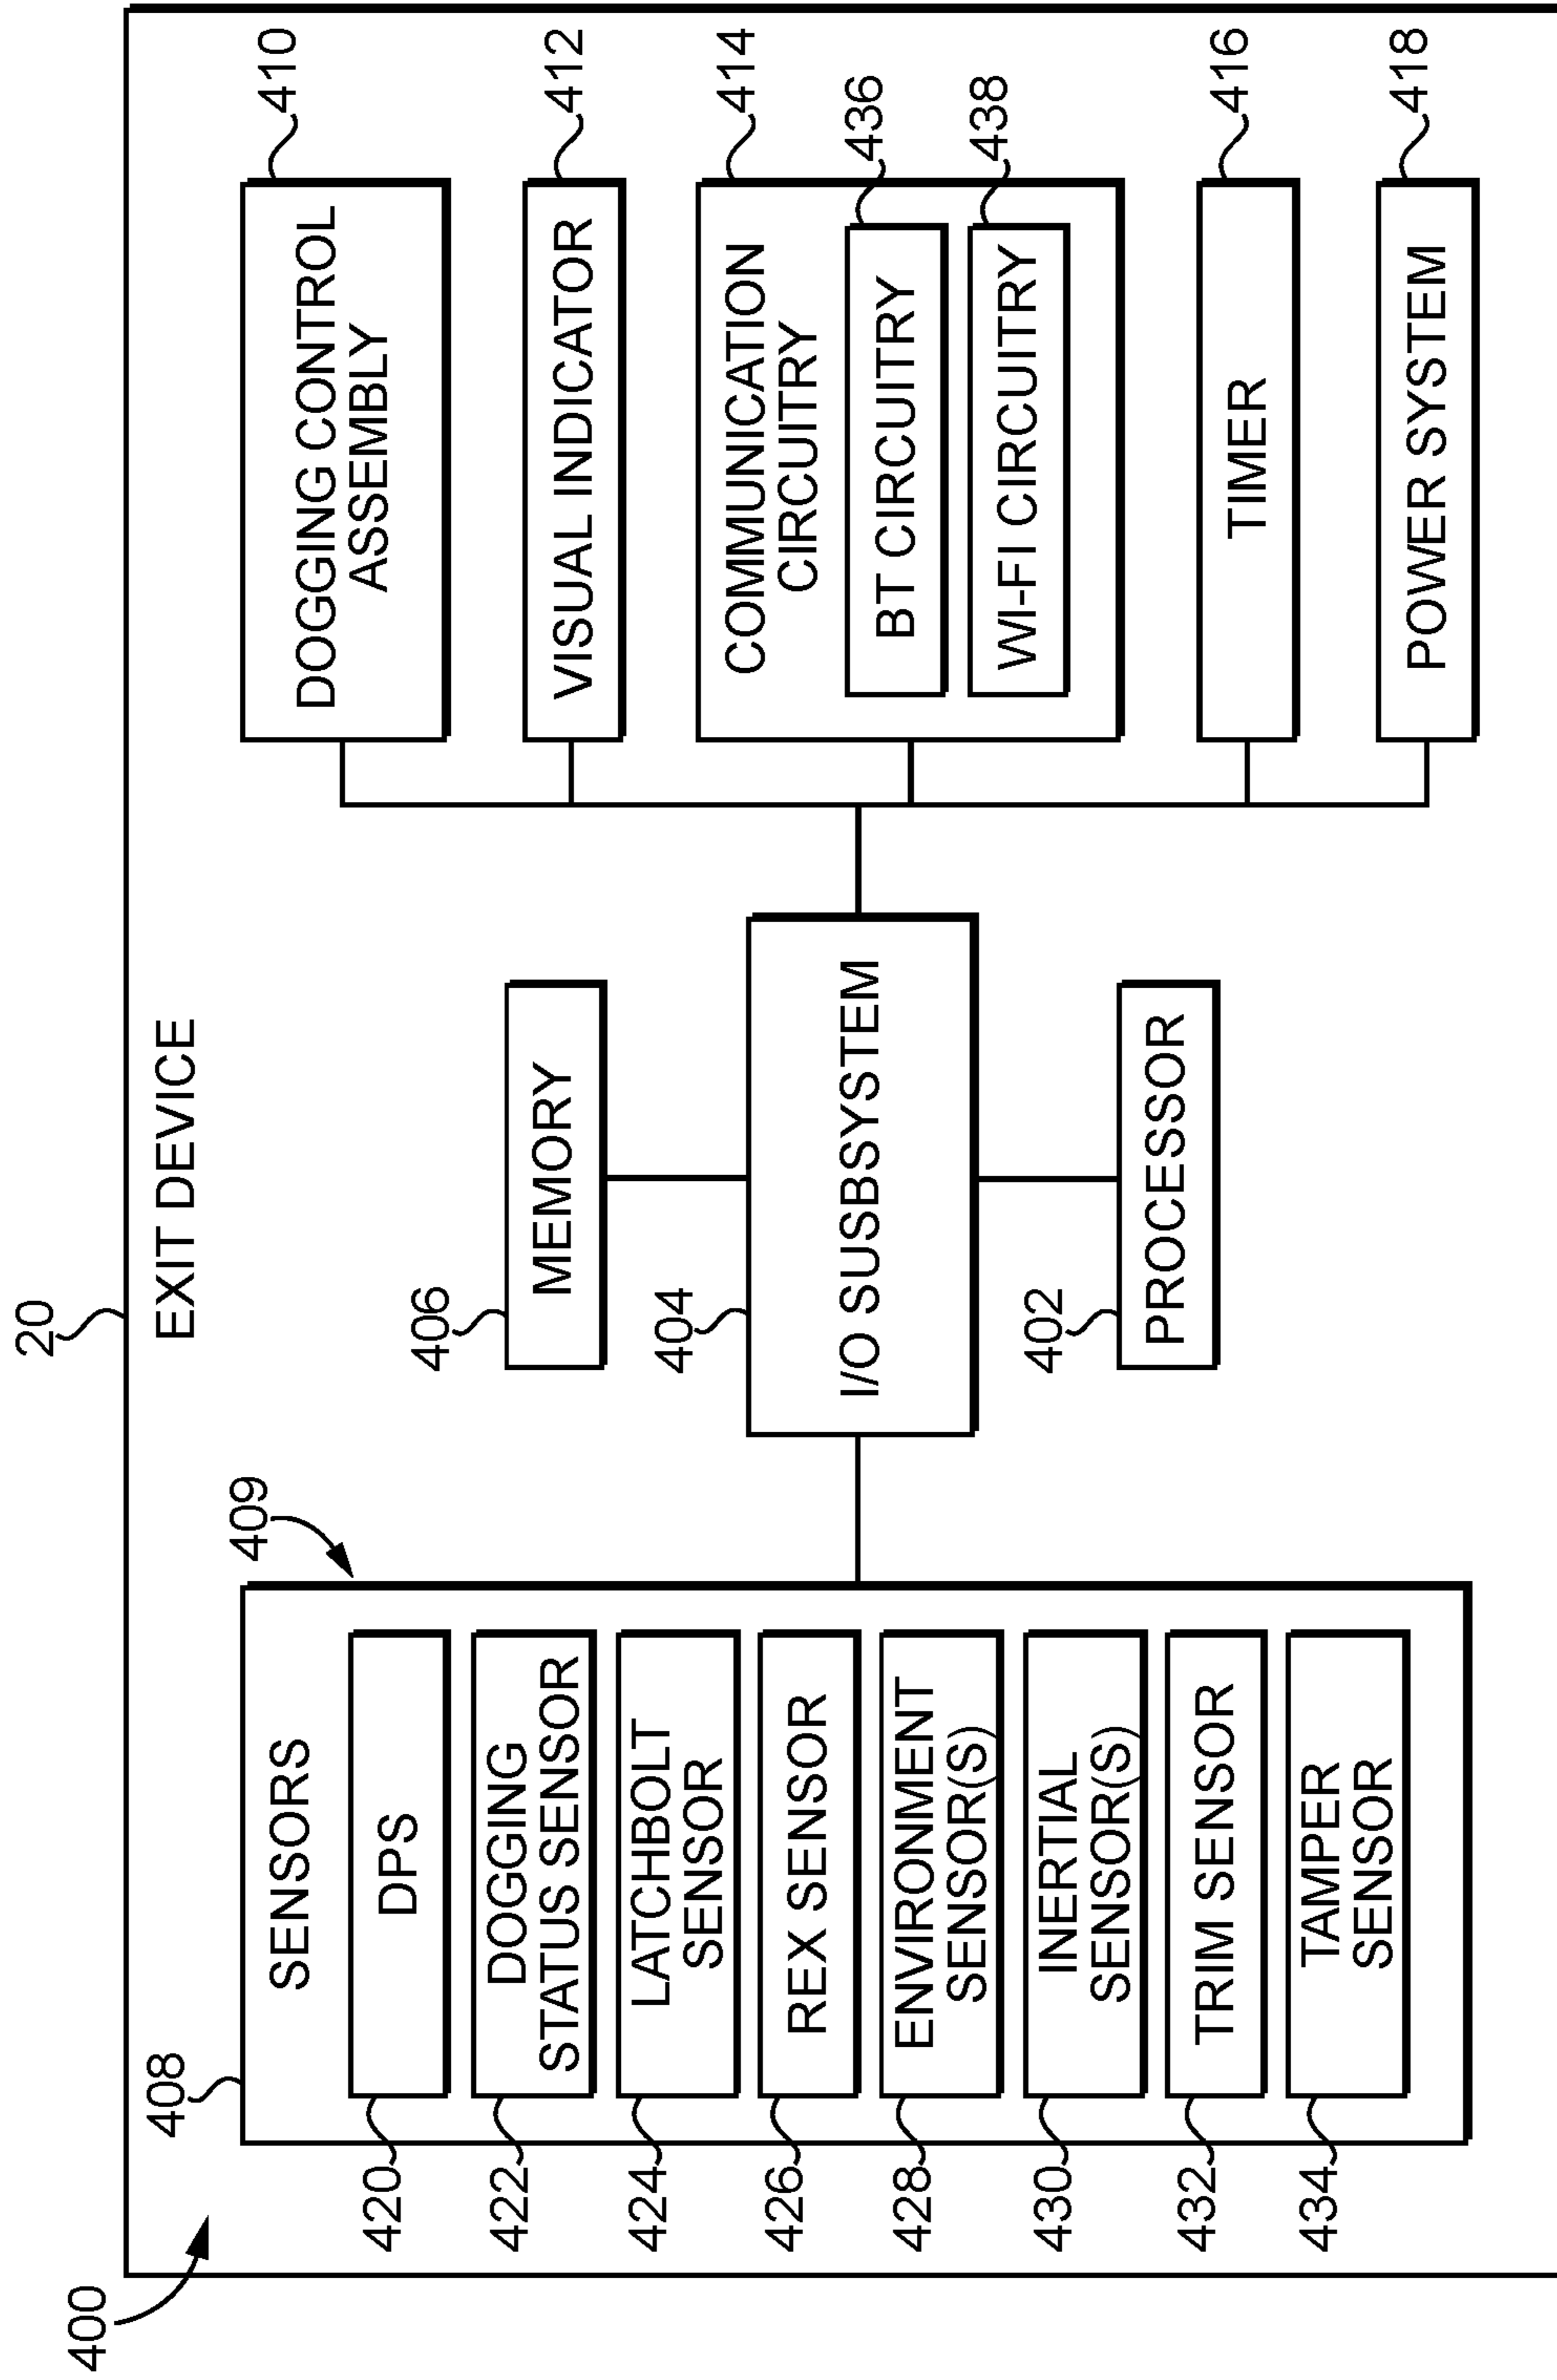 20
400
EXIT DEVICE
408
409
SENSORS
420
DPS
422
DOGGING
STATUS SENSOR
424
LATCHBOLT
SENSOR
426
REX SENSOR
428
ENVIRONMENT
SENSOR(S)
430
INERTIAL
SENSOR(S)
432
TRIM SENSOR
434
TAMPER
SENSOR
406
MEMORY
404
I/O SUSBSYSTEM
402
PROCESSOR
DOGGING CONTROL
ASSEMBLY
410
VISUAL INDICATOR
412
COMMUNICATION
CIRCUITRY
414
BT CIRCUITRY
436
WI-FI CIRCUITRY
438
TIMER
416
POWER SYSTEM
418